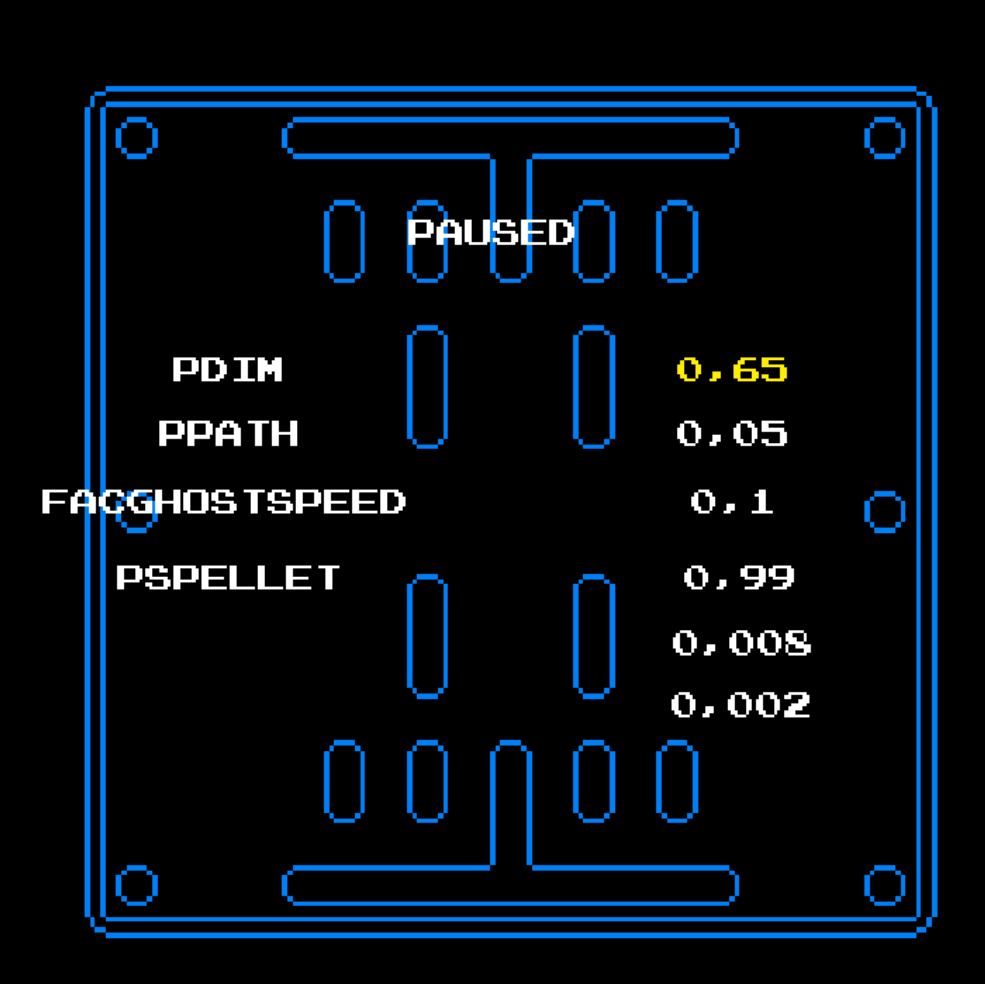 PAUSED
PDIM 0,65
PPATH 0,05
FACGHOSTSPEED 0,1
PSPELLET 0,99
0,008
0,002